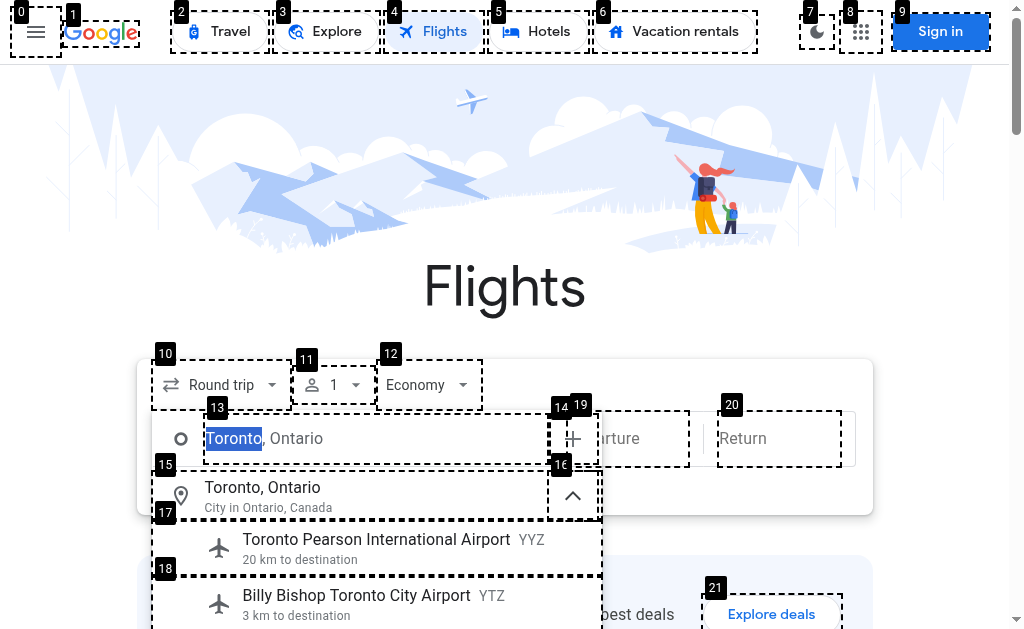 0 1 2 3 4 5 6 7 8 9
Google Travel Explore Flights Hotels Vacation rentals Sign in
Flights
10 11 12
Round trip 1 Economy
13 14 19 20
Toronto, Ontario arture Return
15 16
Toronto, Ontario
City in Ontario, Canada
17
Toronto Pearson International Airport YYZ
20 km to destination
18
Billy Bishop Toronto City Airport YTZ
3 km to destination
21
best deals Explore deals